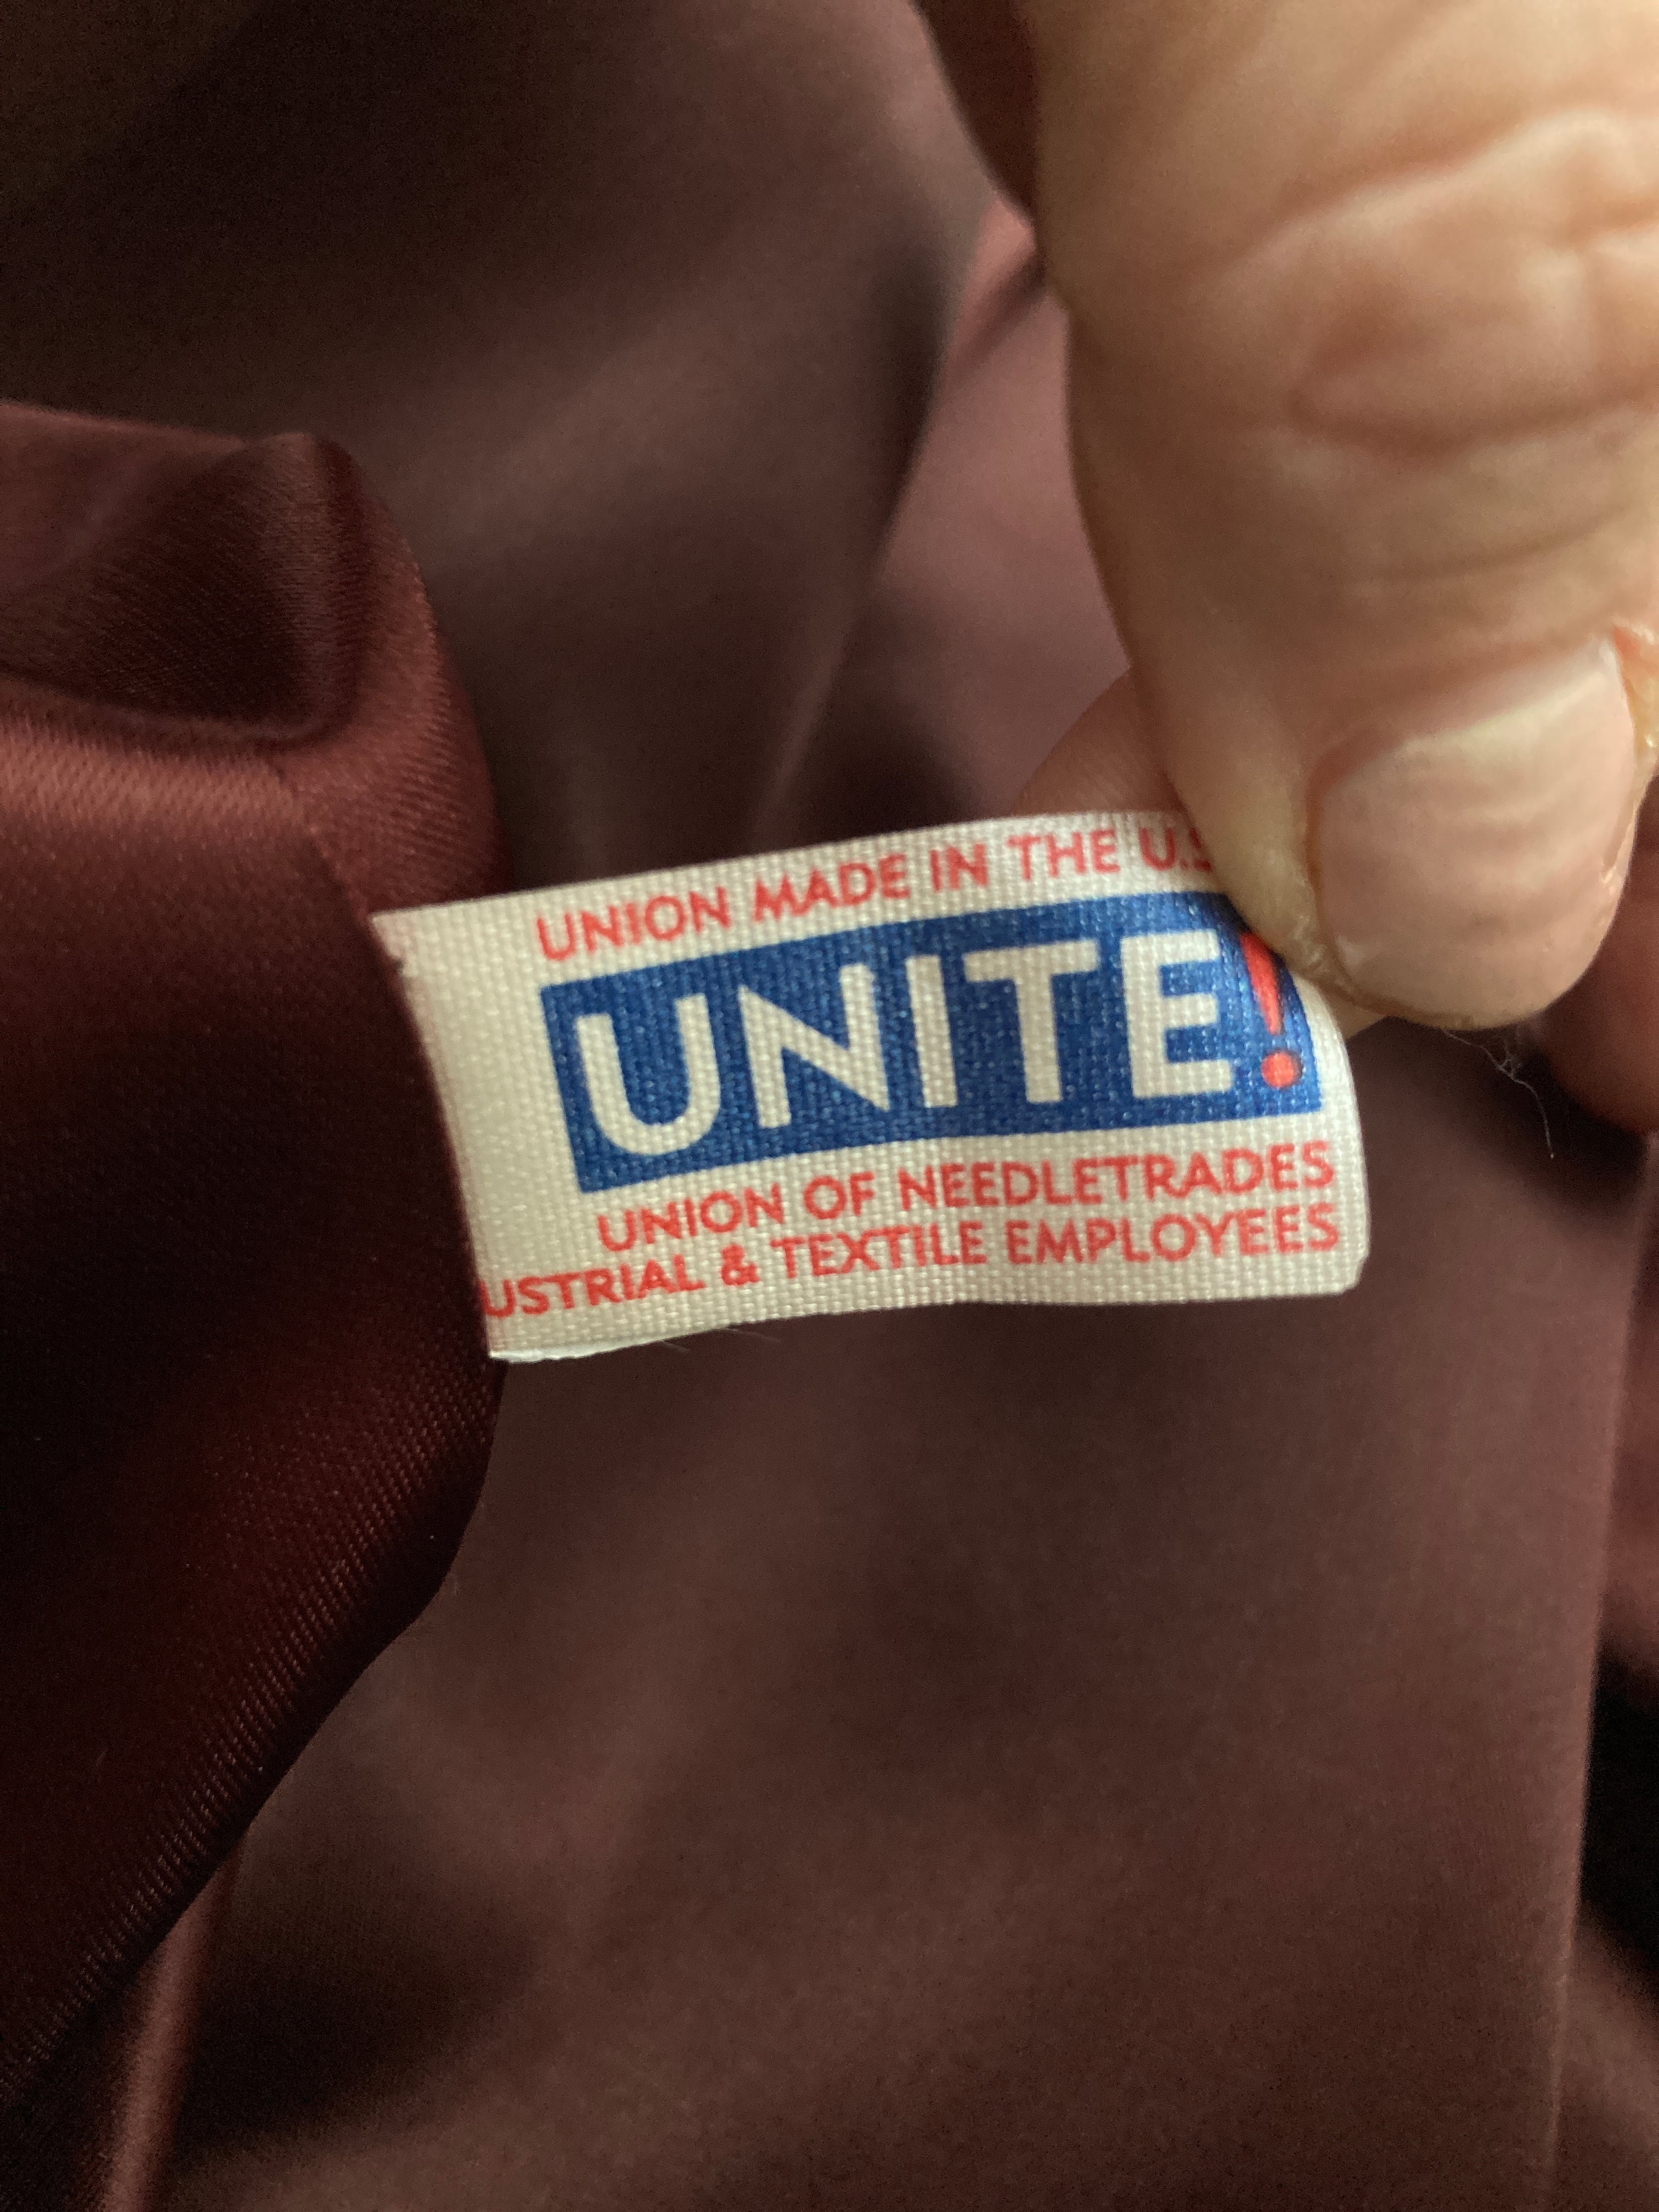 UNION MADE IN THE U.S
UNITE!
UNION OF NEEDLETRADES
USTRIAL & TEXTILE EMPLOYEES